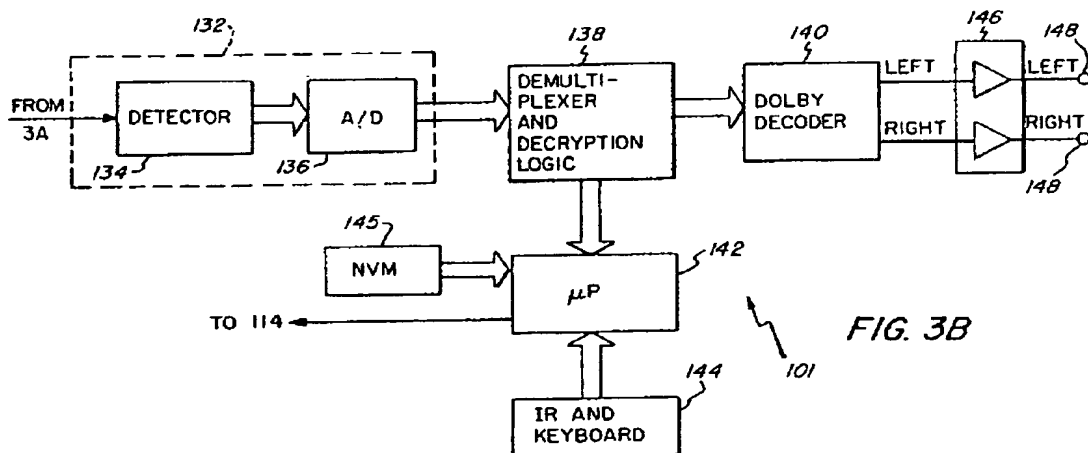 132
FROM
3A
DETECTOR
134
A/D
136
138
DEMULTI-
PLEXER
AND
DECRYPTION
LOGIC
140
DOLBY
DECODER
LEFT
RIGHT
146
LEFT
148
RIGHT
148
145
NVM
142
μP
TO 114
101
FIG. 3B
144
IR AND
KEYBOARD